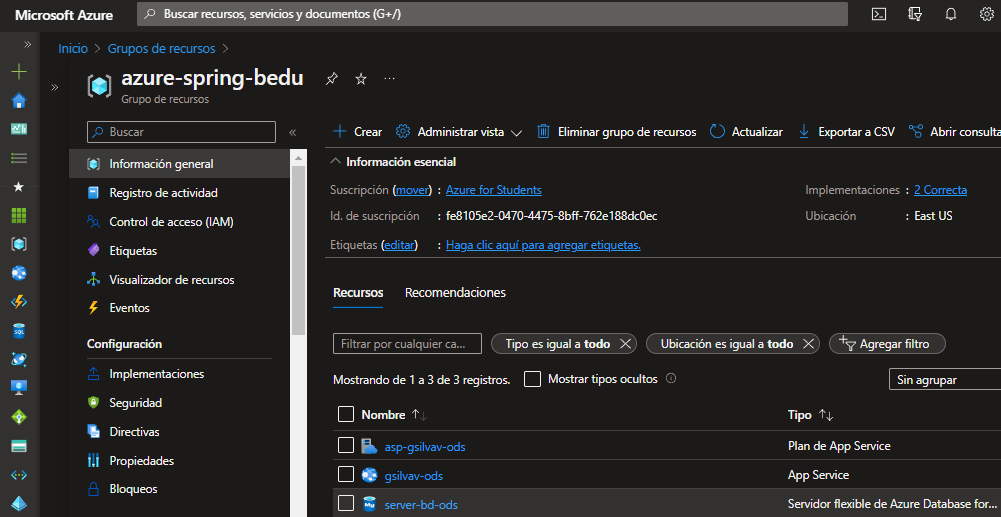 Microsoft Azure
Buscar recursos, servicios y documentos (G+/)
Inicio > Grupos de recursos >
azure-spring-bedu
Grupo de recursos
Buscar
Información general
Registro de actividad
Control de acceso (IAM)
Etiquetas
Visualizador de recursos
Eventos
Configuración
Implementaciones
Seguridad
Directivas
Propiedades
Bloqueos
Crear Administrar vista Eliminar grupo de recursos Actualizar Exportar a CSV Abrir consulta
Información esencial
Suscripción (mover) : Azure for Students
Implementaciones : 2 Correcta
Id. de suscripción : fe8105e2-0470-4475-8bff-762e188dc0ec
Ubicación : East US
Etiquetas (editar) : Haga clic aquí para agregar etiquetas.
Recursos Recomendaciones
Filtrar por cualquier ca... Tipo es igual a todo Ubicación es igual a todo Agregar filtro
Mostrando de 1 a 3 de 3 registros. Mostrar tipos ocultos Sin agrupar
Nombre Tipo
asp-gsilvav-ods Plan de App Service
gsilvav-ods App Service
server-bd-ods Servidor flexible de Azure Database for...